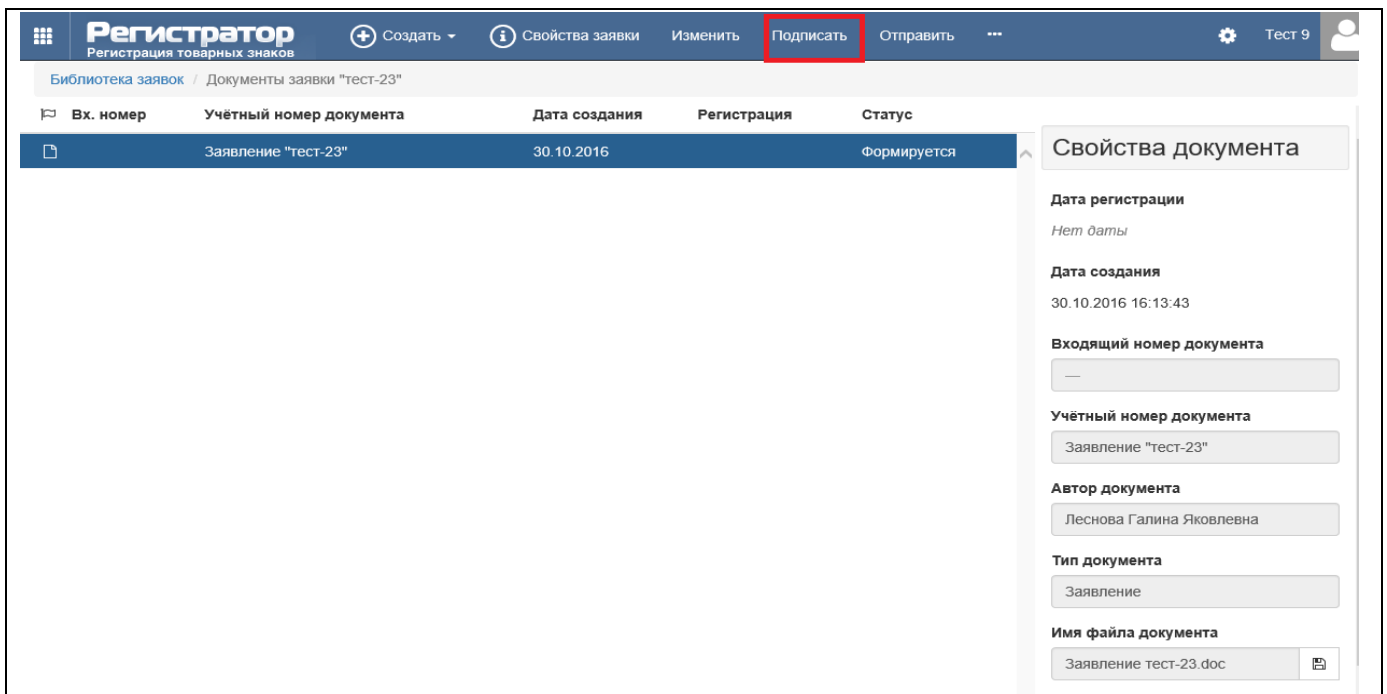 Регистратор
Регистрация товарных знаков
Создать
Свойства заявки
Изменить
Подписать
Отправить
Тест 9
Библиотека заявок / Документы заявки "тест-23"
Вх. номер Учётный номер документа Дата создания Регистрация Статус
Заявление "тест-23" 30.10.2016 Формируется
Свойства документа
Дата регистрации
Нет даты
Дата создания
30.10.2016 16:13:43
Входящий номер документа
—
Учётный номер документа
Заявление "тест-23"
Автор документа
Леснова Галина Яковлевна
Тип документа
Заявление
Имя файла документа
Заявление тест-23.doc